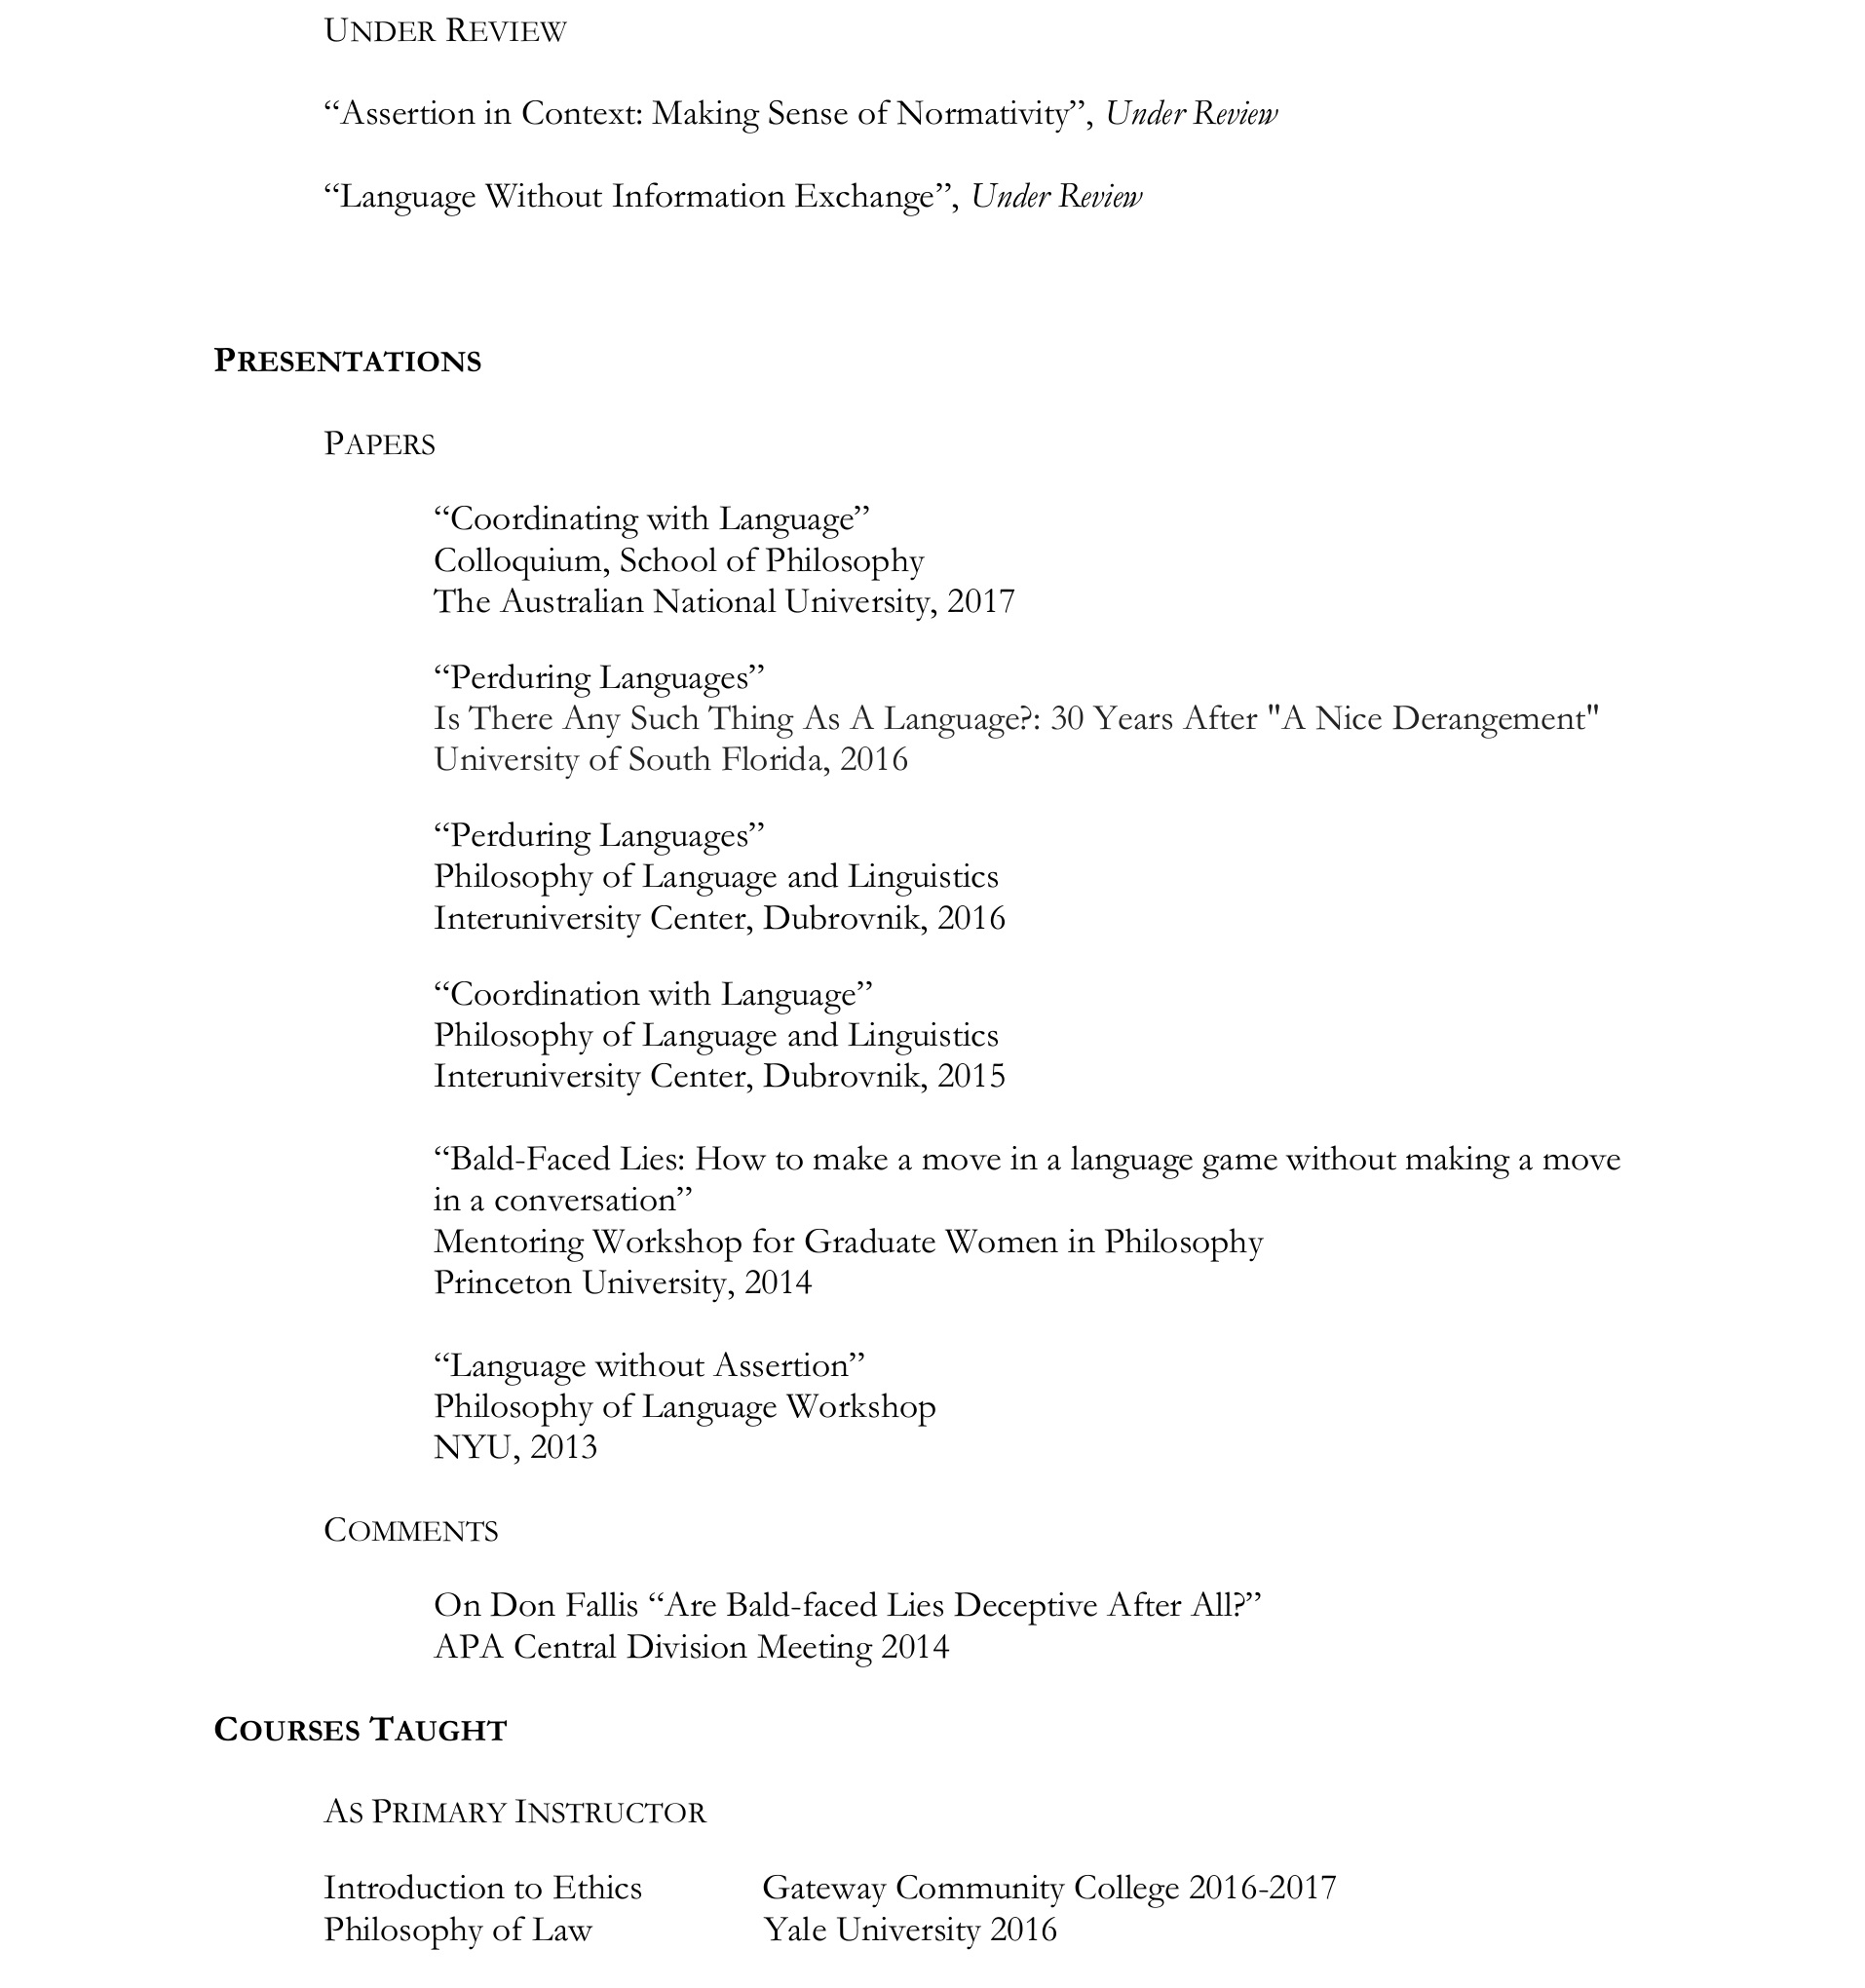 UNDER REVIEW
“Assertion in Context: Making Sense of Normativity”, Under Review
“Language Without Information Exchange”, Under Review
PRESENTATIONS
PAPERS
“Coordinating with Language”
Colloquium, School of Philosophy
The Australian National University, 2017
“Perduring Languages”
Is There Any Such Thing As A Language?: 30 Years After "A Nice Derangement"
University of South Florida, 2016
“Perduring Languages”
Philosophy of Language and Linguistics
Interuniversity Center, Dubrovnik, 2016
“Coordination with Language”
Philosophy of Language and Linguistics
Interuniversity Center, Dubrovnik, 2015
“Bald-Faced Lies: How to make a move in a language game without making a move
in a conversation”
Mentoring Workshop for Graduate Women in Philosophy
Princeton University, 2014
“Language without Assertion”
Philosophy of Language Workshop
NYU, 2013
COMMENTS
On Don Fallis “Are Bald-faced Lies Deceptive After All?”
APA Central Division Meeting 2014
COURSES TAUGHT
AS PRIMARY INSTRUCTOR
Introduction to Ethics Gateway Community College 2016-2017
Philosophy of Law Yale University 2016